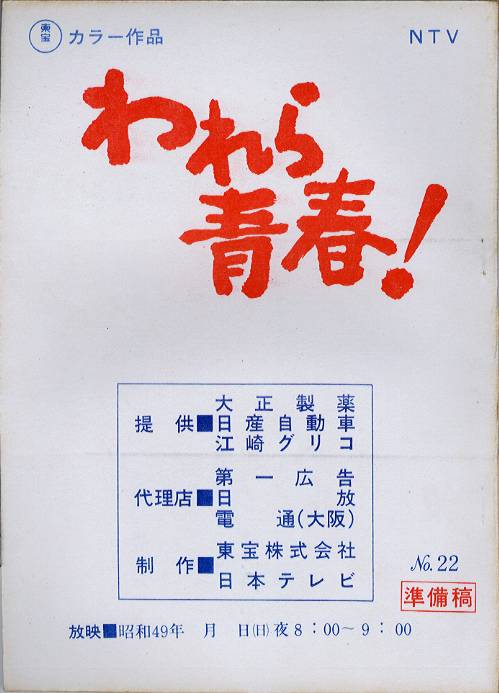 東宝 カラー作品 NTV
われら
青春!
大正製薬
提供■日産自動車
江崎グリコ
第一広告
代理店■日放
電通(大阪)
東宝株式会社
制作■
日本テレビ
No.22
準備稿
放映■昭和49年 月 日(日)夜8:00~9:00